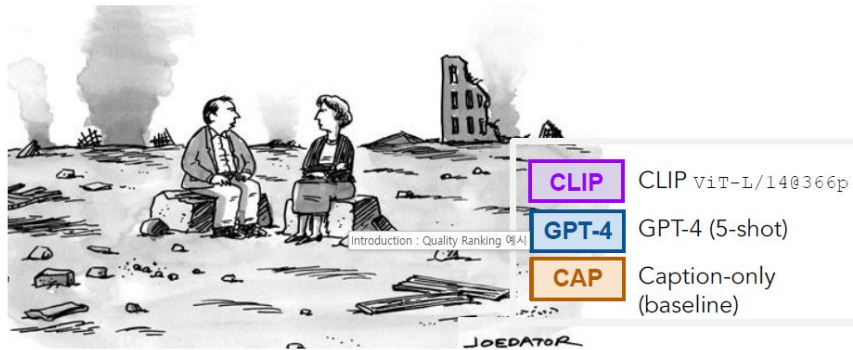 CLIP
CLIP ViT-L/14@366p
GPT-4
GPT-4 (5-shot)
Introduction : Quality Ranking 예시
CAP
Caption-only
(baseline)
JOEDATOR